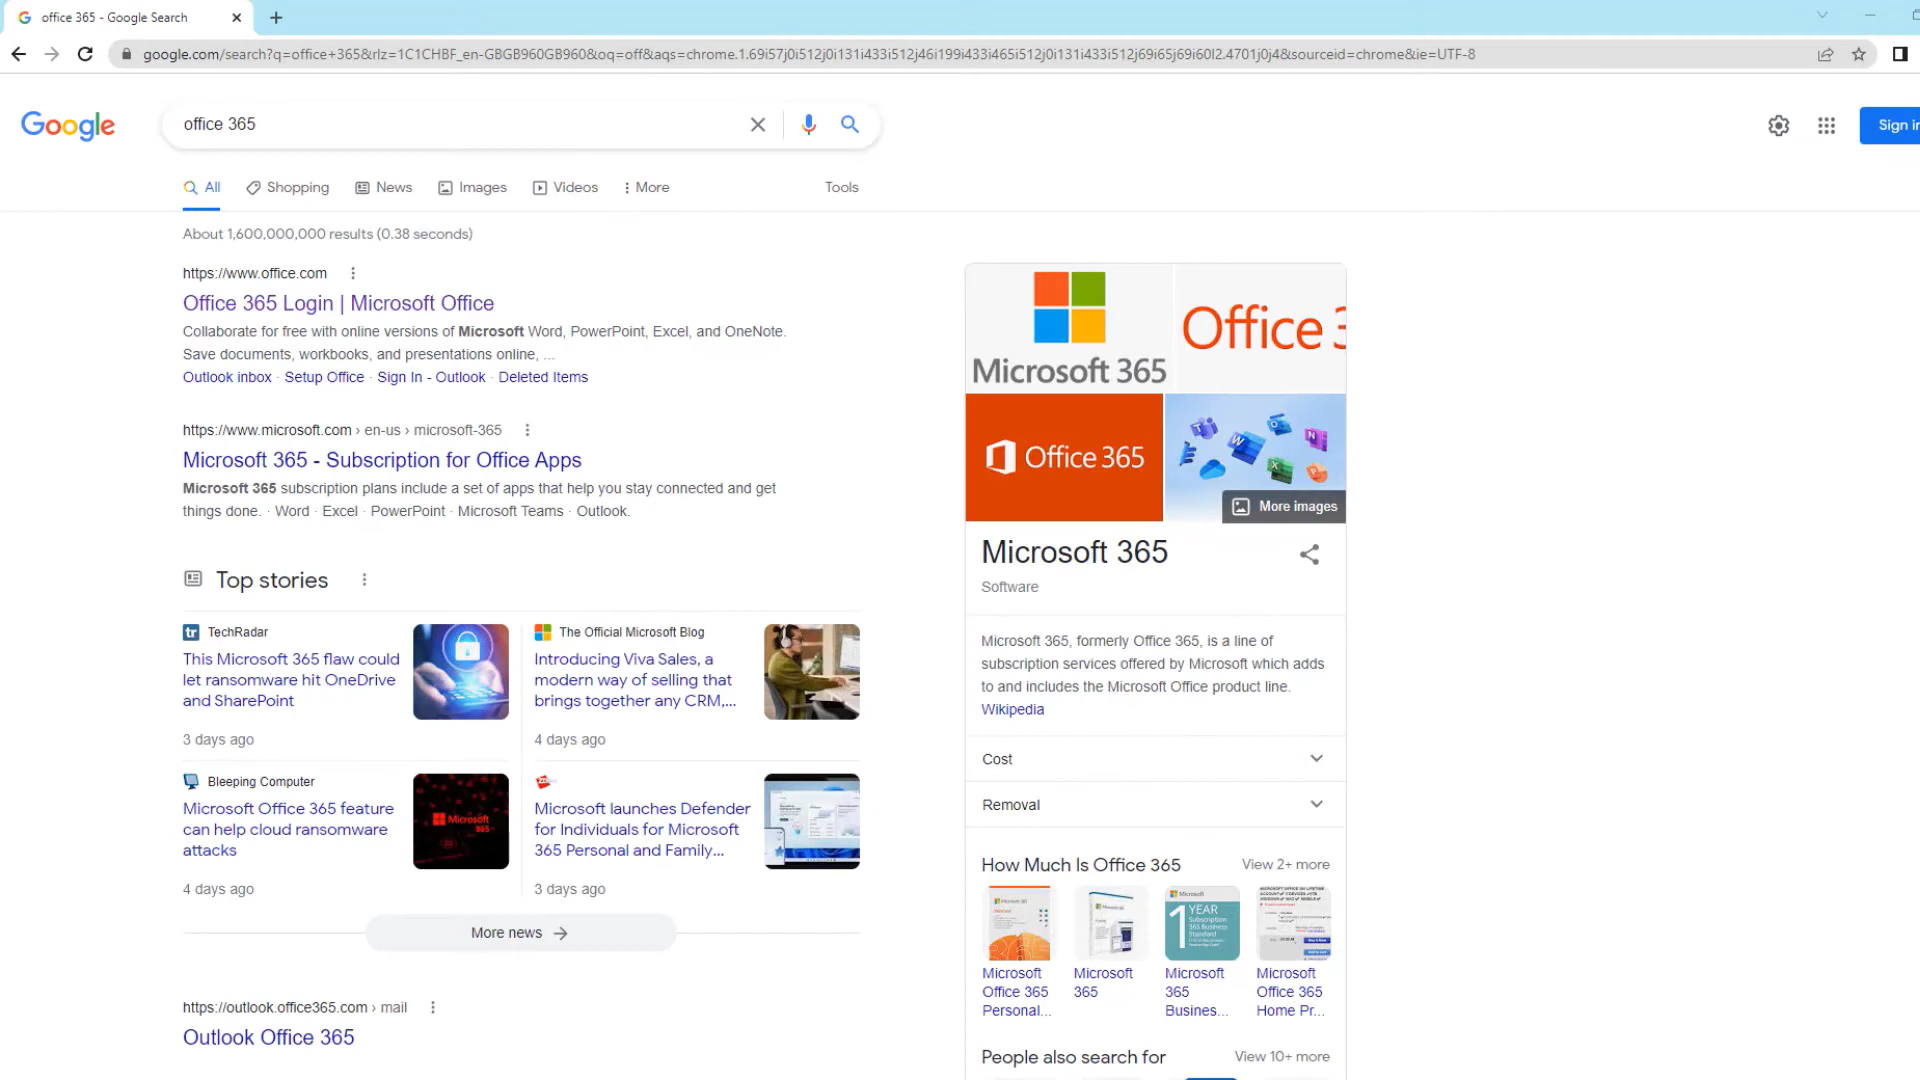 office 365 - Google Search
google.com/search?q=office+365&rlz=1C1CHBF_en-GBGB960GB960&oq=off&aqs=chrome.1.69i57j0i512j0i131i433i512j46i199i433i465i512j0i131i433i512j69i65j69i60l2.4701j0j4&sourceid=chrome&ie=UTF-8
Google
office 365
Sign in
All
Shopping
News
Images
Videos
More
Tools
About 1,600,000,000 results (0.38 seconds)
https://www.office.com
Office 365 Login | Microsoft Office
Collaborate for free with online versions of Microsoft Word, PowerPoint, Excel, and OneNote.
Save documents, workbooks, and presentations online, ...
Outlook inbox · Setup Office · Sign In - Outlook · Deleted Items
https://www.microsoft.com › en-us › microsoft-365
Microsoft 365 - Subscription for Office Apps
Microsoft 365 subscription plans include a set of apps that help you stay connected and get
things done. · Word · Excel · PowerPoint · Microsoft Teams · Outlook.
Top stories
tr TechRadar
This Microsoft 365 flaw could
let ransomware hit OneDrive
and SharePoint
3 days ago
The Official Microsoft Blog
Introducing Viva Sales, a
modern way of selling that
brings together any CRM,...
4 days ago
Bleeping Computer
Microsoft Office 365 feature
can help cloud ransomware
attacks
4 days ago
Microsoft
365
Microsoft launches Defender
for Individuals for Microsoft
365 Personal and Family...
3 days ago
More news
https://outlook.office365.com › mail
Outlook Office 365
Microsoft 365
Office 3
Office 365
More images
Microsoft 365
Software
Microsoft 365, formerly Office 365, is a line of
subscription services offered by Microsoft which adds
to and includes the Microsoft Office product line.
Wikipedia
Cost
Removal
How Much Is Office 365
View 2+ more
Microsoft
1 YEAR
Subscription
365 Business
Standard
Microsoft
Office 365
Personal...
Microsoft
365
Microsoft
365
Busines...
Microsoft
Office 365
Home Pr...
People also search for
View 10+ more